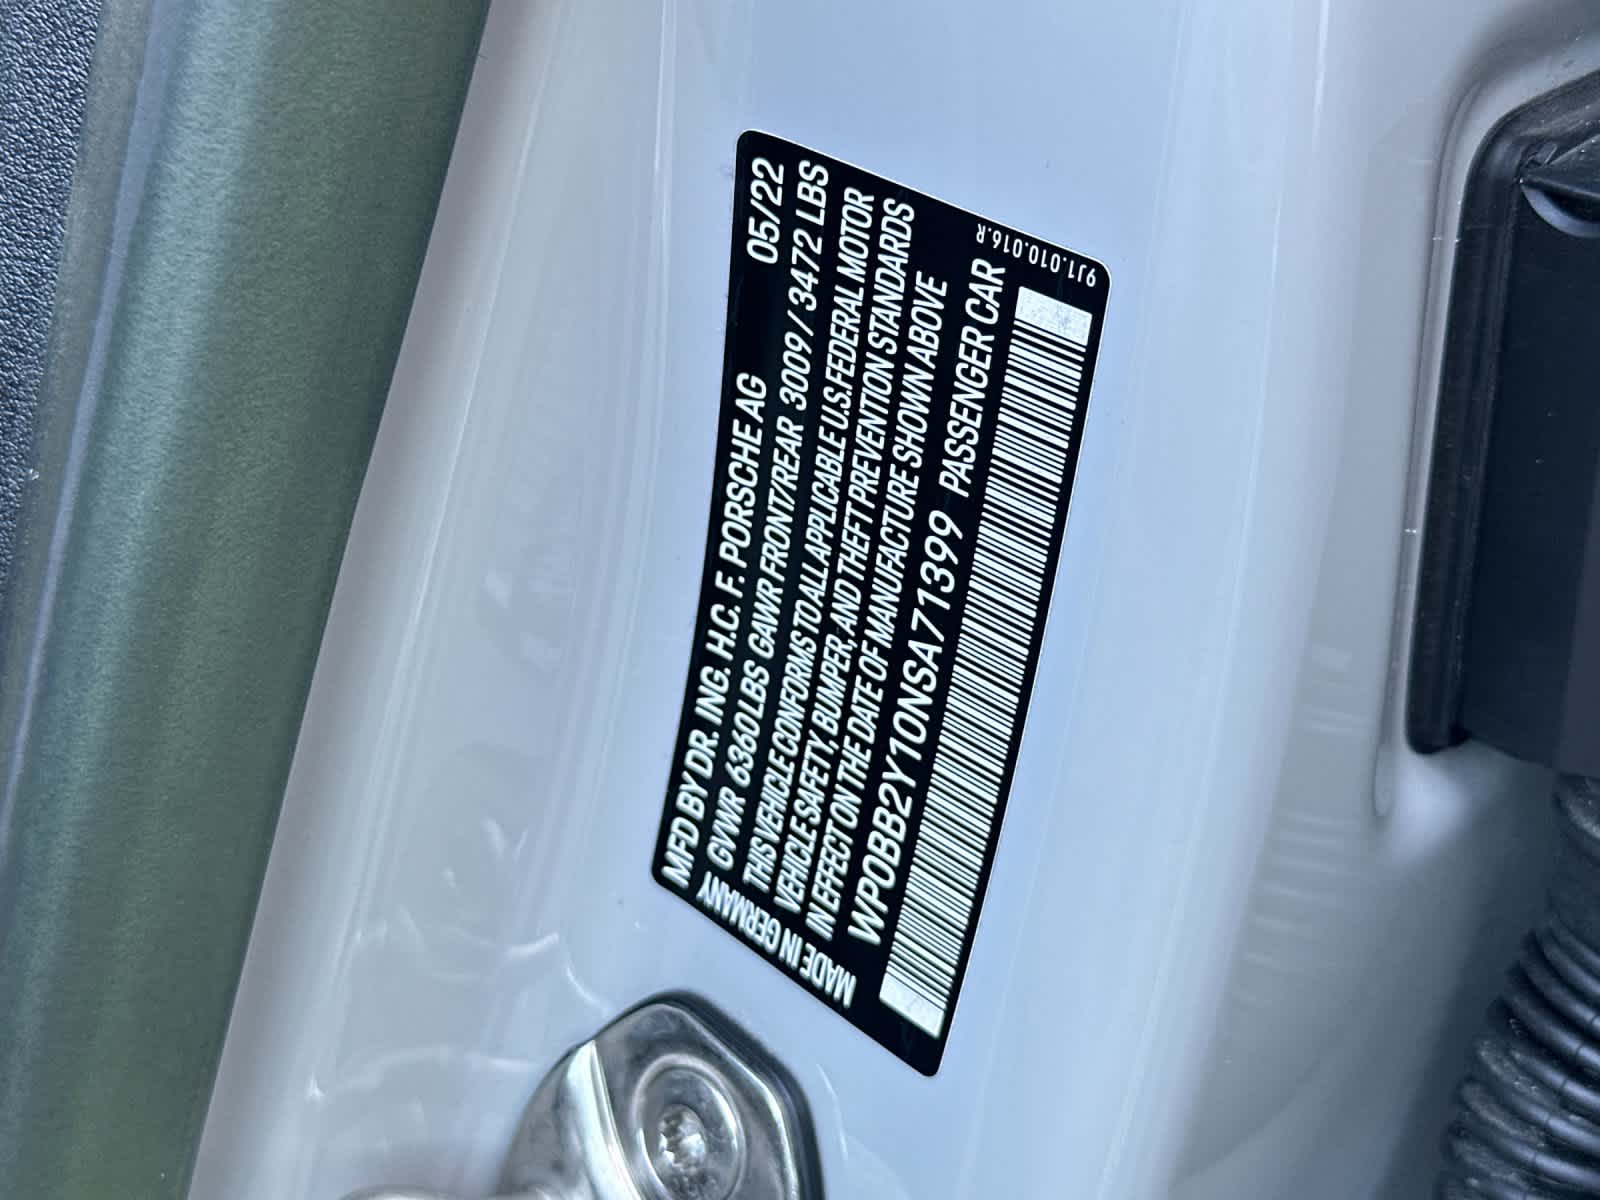 MFD BY DR. ING. H.C. F. PORSCHE AG 05/22
GVWR 6360LBS GAWR FRONT/REAR 3009/3472 LBS
THIS VEHICLE CONFORMS TO ALL APPLICABLE U.S. FEDERAL MOTOR
VEHICLE SAFETY, BUMPER, AND THEFT PREVENTION STANDARDS
IN EFFECT ON THE DATE OF MANUFACTURE SHOWN ABOVE
WP0BB2Y10NSA71399 PASSENGER CAR
MADE IN GERMANY
9J1.010.016.R